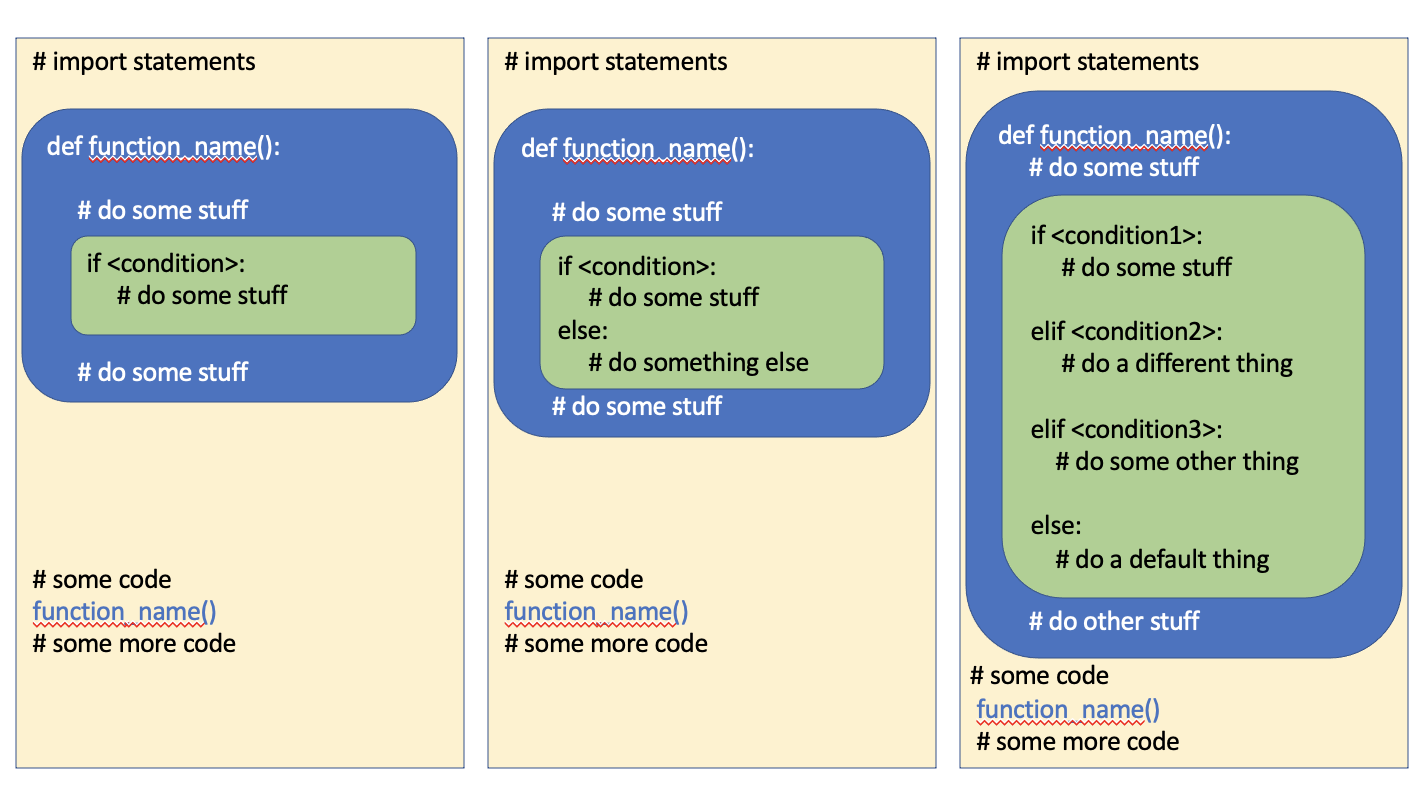 # import statements
def function_name():
# do some stuff
if <condition>:
# do some stuff
# do some stuff
# some code
function_name()
# some more code
# import statements
def function_name():
# do some stuff
if <condition>:
# do some stuff
else:
# do something else
# do some stuff
# some code
function_name()
# some more code
# import statements
def function_name():
# do some stuff
if <condition1>:
# do some stuff
elif <condition2>:
# do a different thing
elif <condition3>:
# do some other thing
else:
# do a default thing
# do other stuff
# some code
function_name()
# some more code